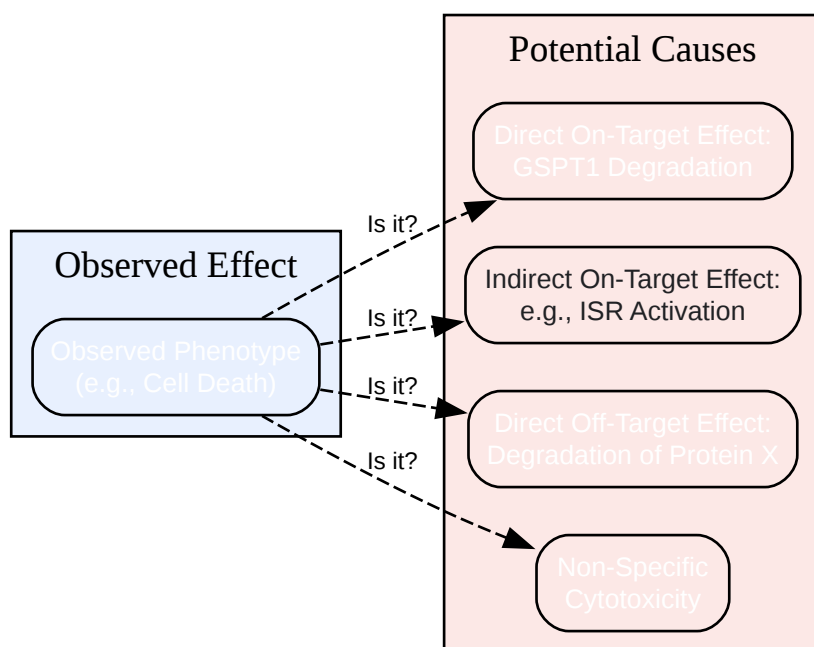 Potential Causes
Direct On-Target Effect:
GSPT1 Degradation
Is it?
Observed Effect
Indirect On-Target Effect:
e.g., ISR Activation
Is it?
Observed Phenotype
(e.g., Cell Death)
Is it?
Direct Off-Target Effect:
Degradation of Protein X
Is it?
Non-Specific
Cytotoxicity